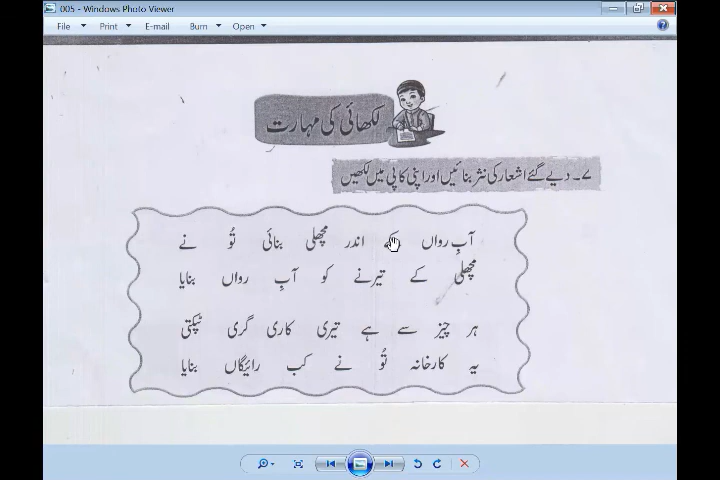 005 - Windows Photo Viewer
File Print E-mail Burn Open
لکھائی کی مہارت
۷۔ دیے گئے اشعار کی نثر بنائیں اور اپنی کاپی میں لکھیں
آبِ رواں کے اندر مچھلی بنائی تُو نے
مچھلی کے تیرنے کو آبِ رواں بنایا
ہر چیز سے ہے تیری کاری گری ٹپکتی
یہ کارخانہ تُو نے کب رائیگاں بنایا